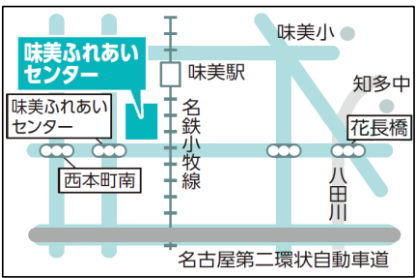 味美ふれあい
センター
味美小
味美駅
知多中
味美ふれあい
センター
名鉄小牧線
花長橋
西本町南
八田川
名古屋第二環状自動車道